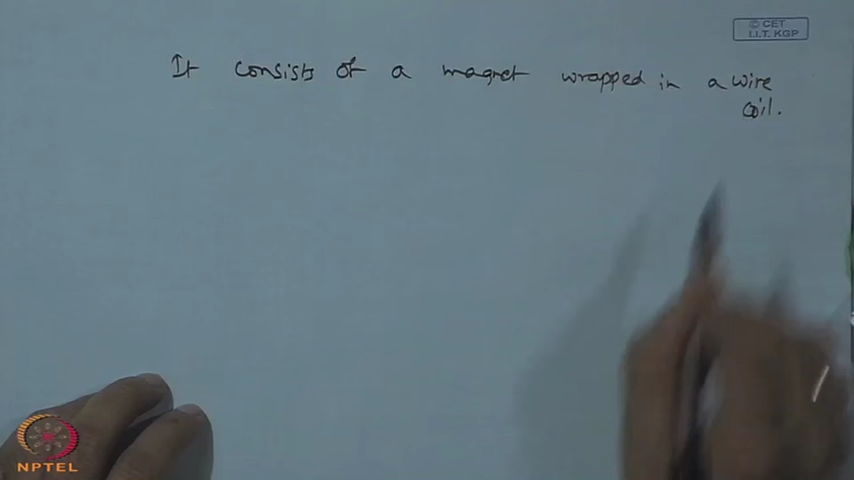 © CET
I.I.T. KGP
It consists of a magnet wrapped in a wire
coil.
NPTEL